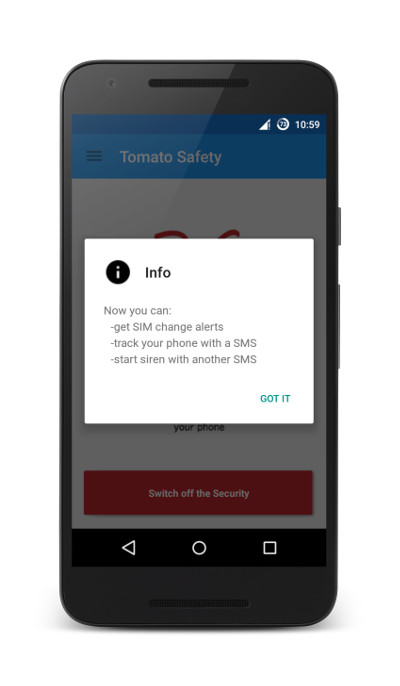 73 10:59
Tomato Safety
Info
Now you can:
-get SIM change alerts
-track your phone with a SMS
-start siren with another SMS
GOT IT
your phone
Switch off the Security